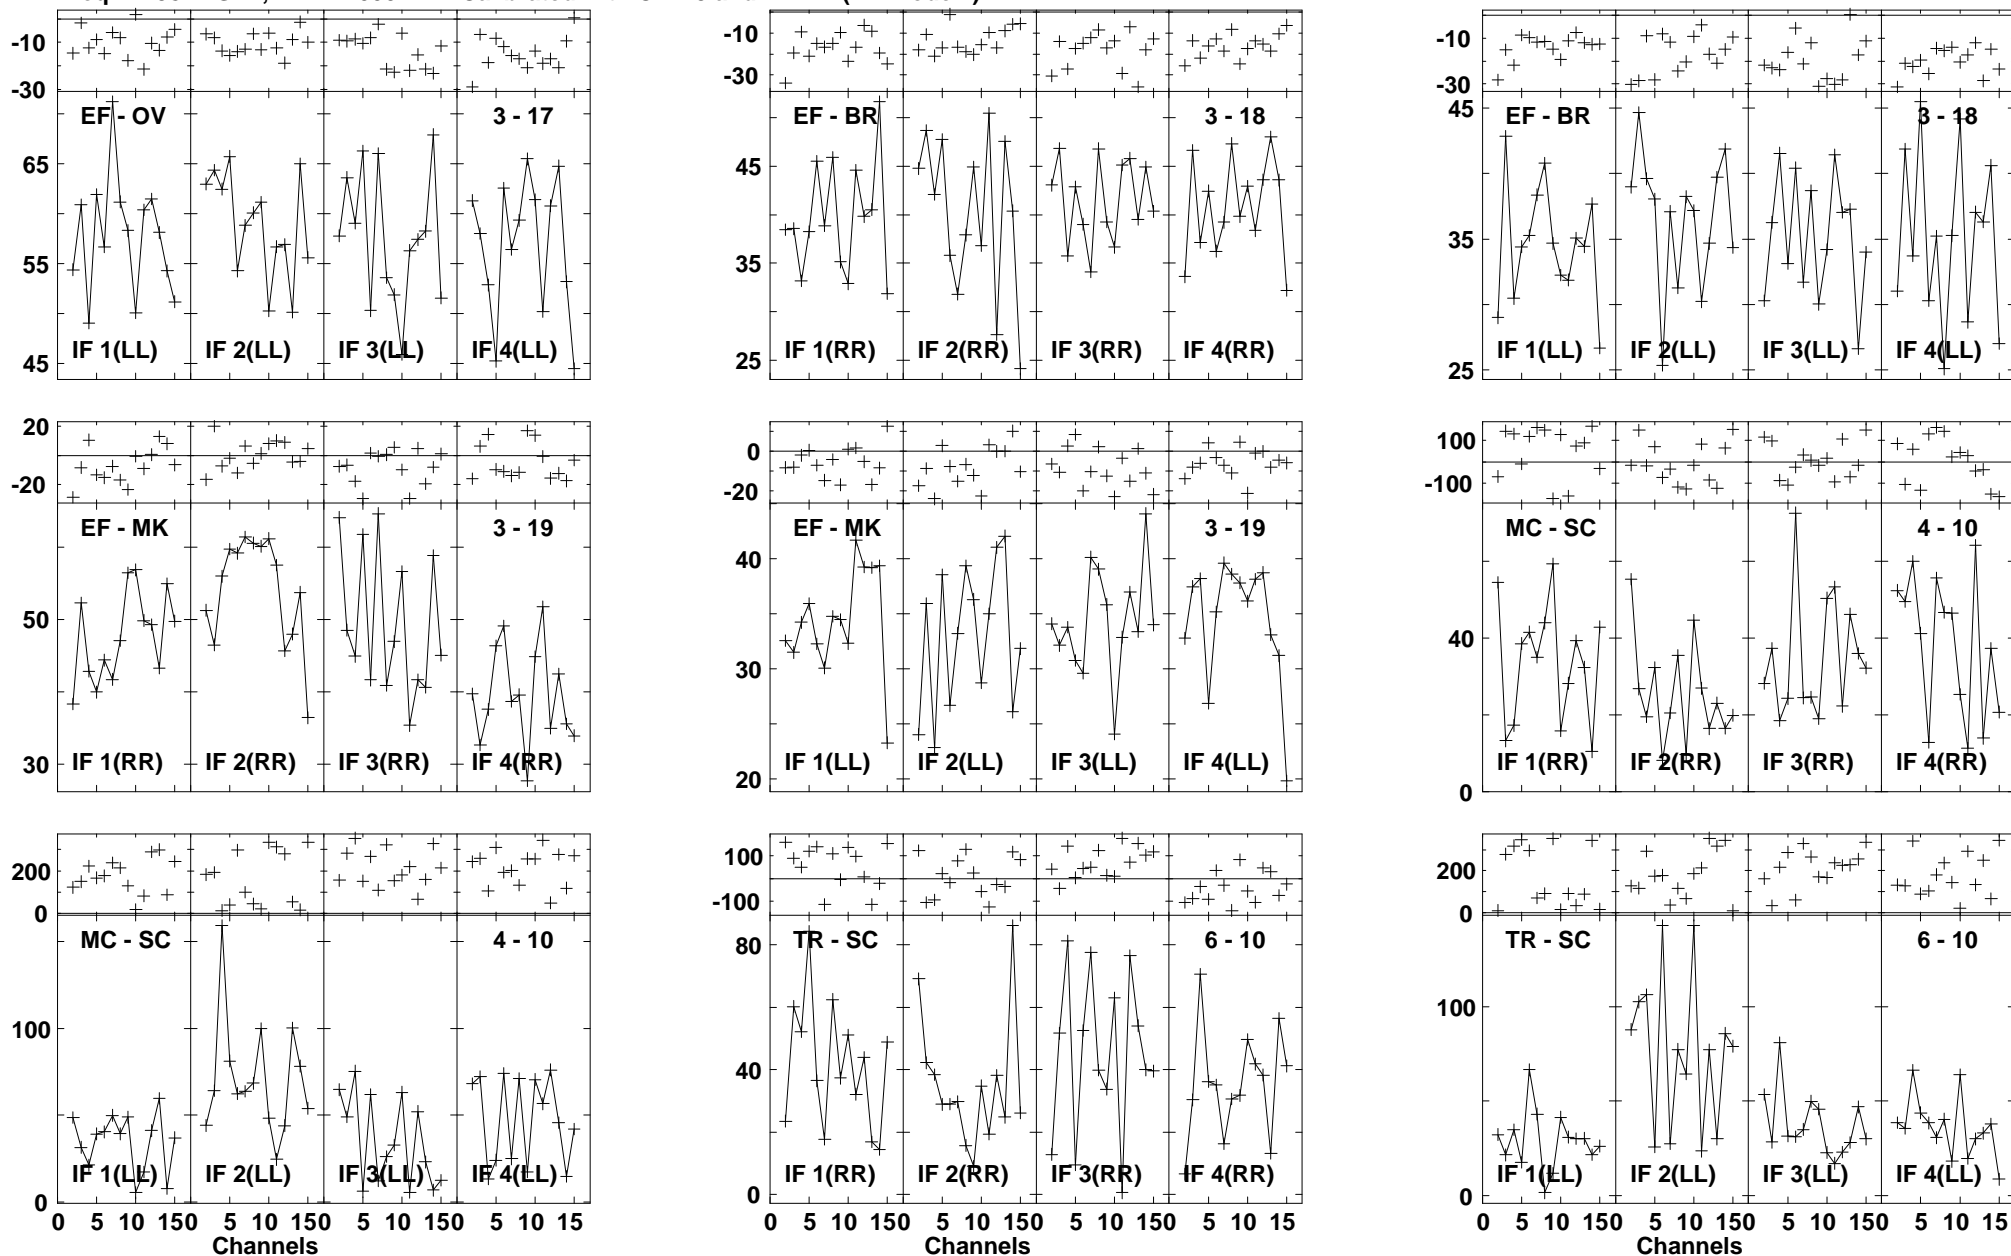 -10
-30
EF - OV
3 - 17
65
55
45
IF 1(LL)
IF 2(LL)
IF 3(LL)
IF 4(LL)
-10
-30
EF - BR
3 - 18
45
35
25
IF 1(RR)
IF 2(RR)
IF 3(RR)
IF 4(RR)
-10
-30
45
EF - BR
3 - 18
35
25
IF 1(LL)
IF 2(LL)
IF 3(LL)
IF 4(LL)
20
-20
EF - MK
3 - 19
50
30
IF 1(RR)
IF 2(RR)
IF 3(RR)
IF 4(RR)
0
-20
EF - MK
3 - 19
40
30
20
IF 1(LL)
IF 2(LL)
IF 3(LL)
IF 4(LL)
100
-100
MC - SC
4 - 10
40
0
IF 1(RR)
IF 2(RR)
IF 3(RR)
IF 4(RR)
200
0
MC - SC
4 - 10
100
0
IF 1(LL)
IF 2(LL)
IF 3(LL)
IF 4(LL)
0 5 10 150 5 10 150 5 10 150 5 10 15
Channels
100
-100
TR - SC
6 - 10
80
40
0
IF 1(RR)
IF 2(RR)
IF 3(RR)
IF 4(RR)
0 5 10 150 5 10 150 5 10 150 5 10 15
Channels
200
0
TR - SC
6 - 10
100
0
IF 1(LL)
IF 2(LL)
IF 3(LL)
IF 4(LL)
0 5 10 150 5 10 150 5 10 150 5 10 15
Channels